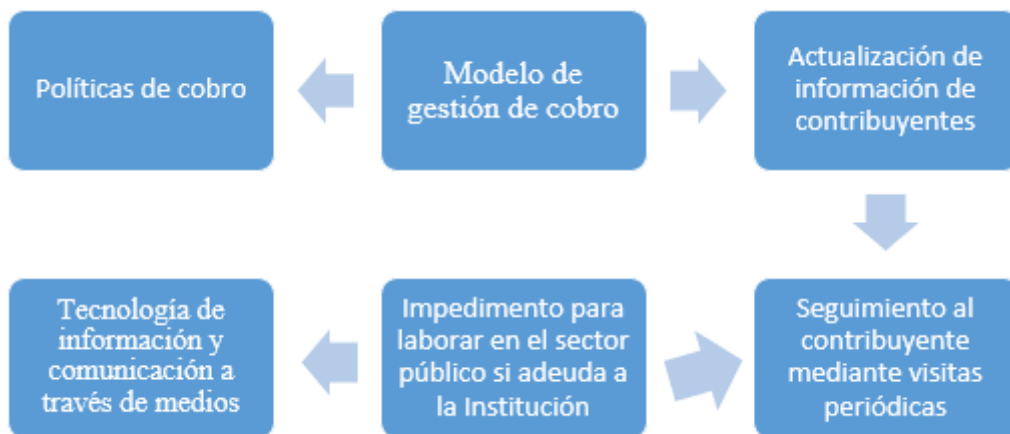 Políticas de cobro
Modelo de
gestión de cobro
Actualización de
información de
contribuyentes
Tecnología de
información y
comunicación a
través de medios
Impedimento para
laborar en el sector
público si adeuda a
la Institución
Seguimiento al
contribuyente
mediante visitas
periódicas